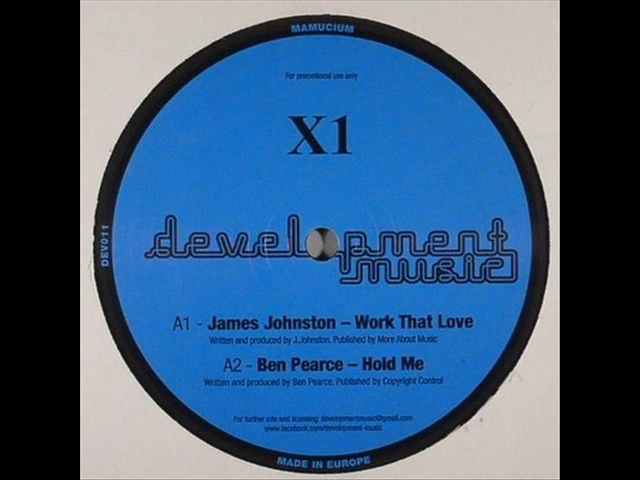 MAMUCIUM
For promotional use only
X1
development
music
DEV011
A1 - James Johnston – Work That Love
Written and produced by J.Johnston. Published by More About Music
A2 - Ben Pearce – Hold Me
Written and produced by Ben Pearce. Published by Copyright Control
For further info and licensing: developmentmusic@gmail.com
www.facebook.com/development-music
MADE IN EUROPE